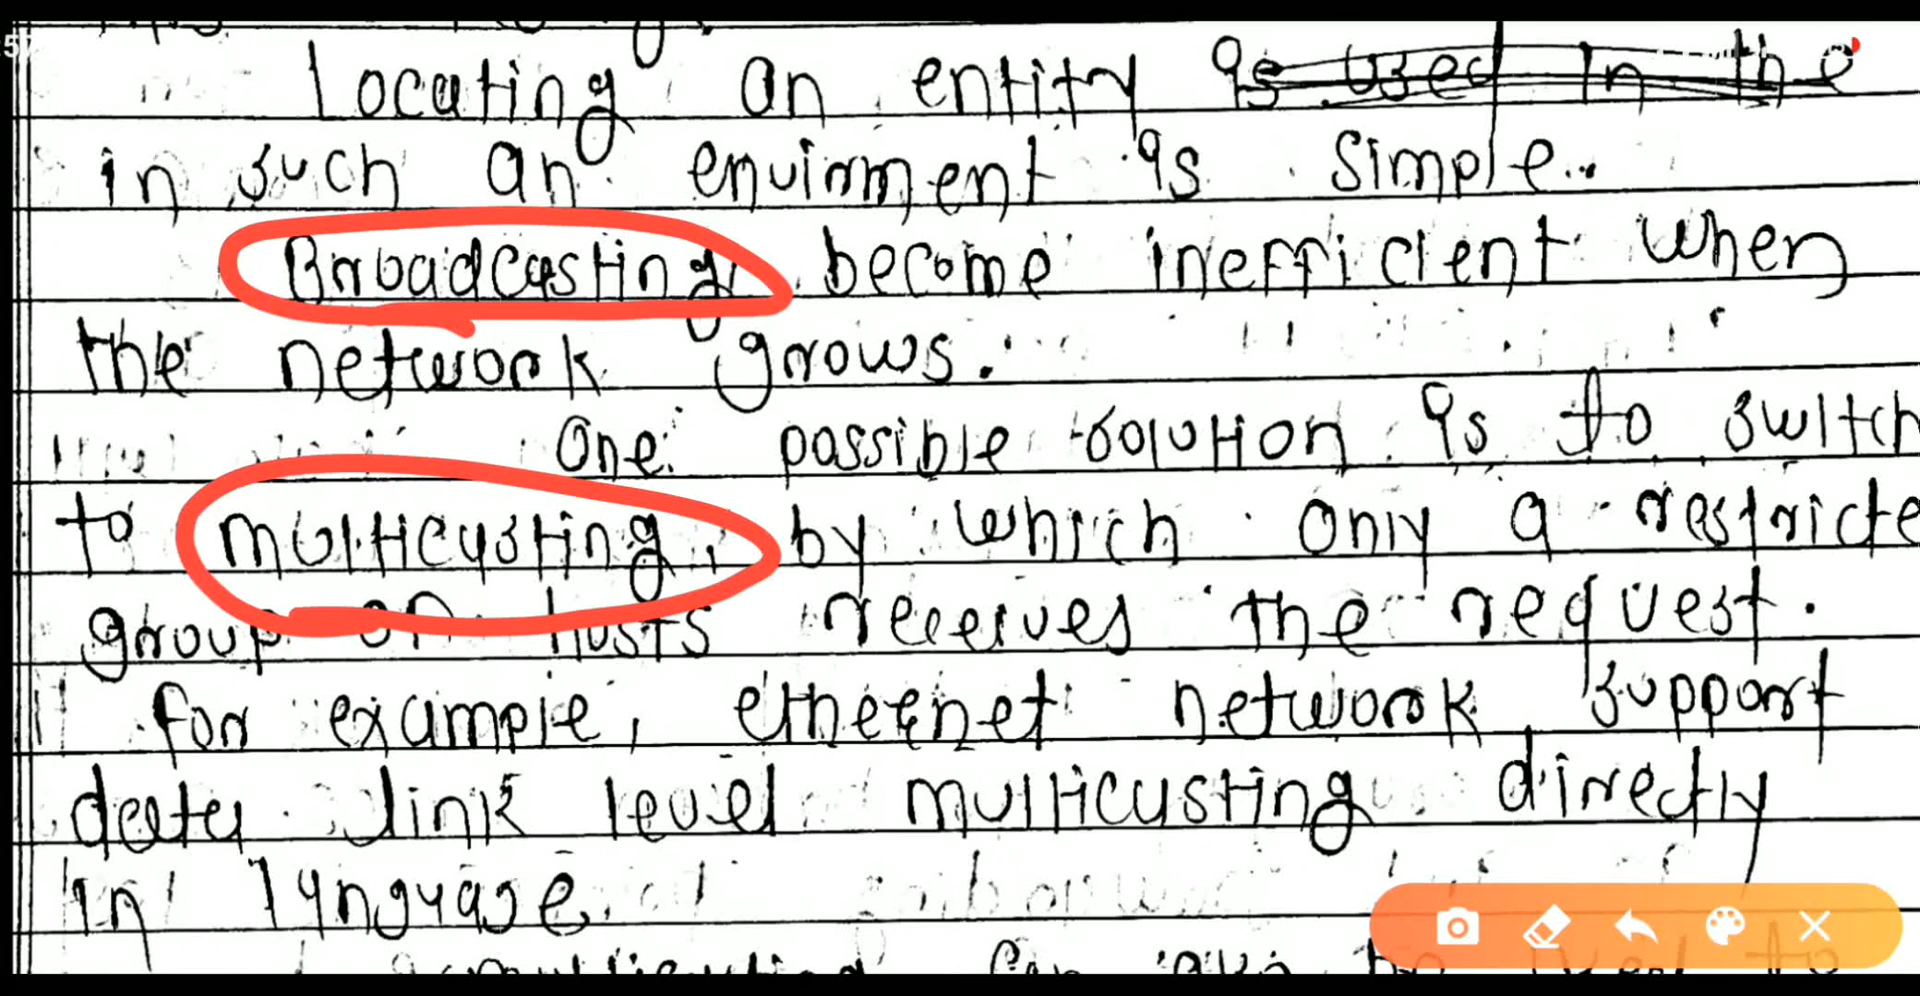 Locating an entity is used in the
in such an envirnment is simple.
Broadcasting become inefficient when
the network grows.
One possible solution is to switch
to multicasting, by which only a restricte
group of hosts receives the request.
for example, ethernet network support
data link level multicasting directly
in language